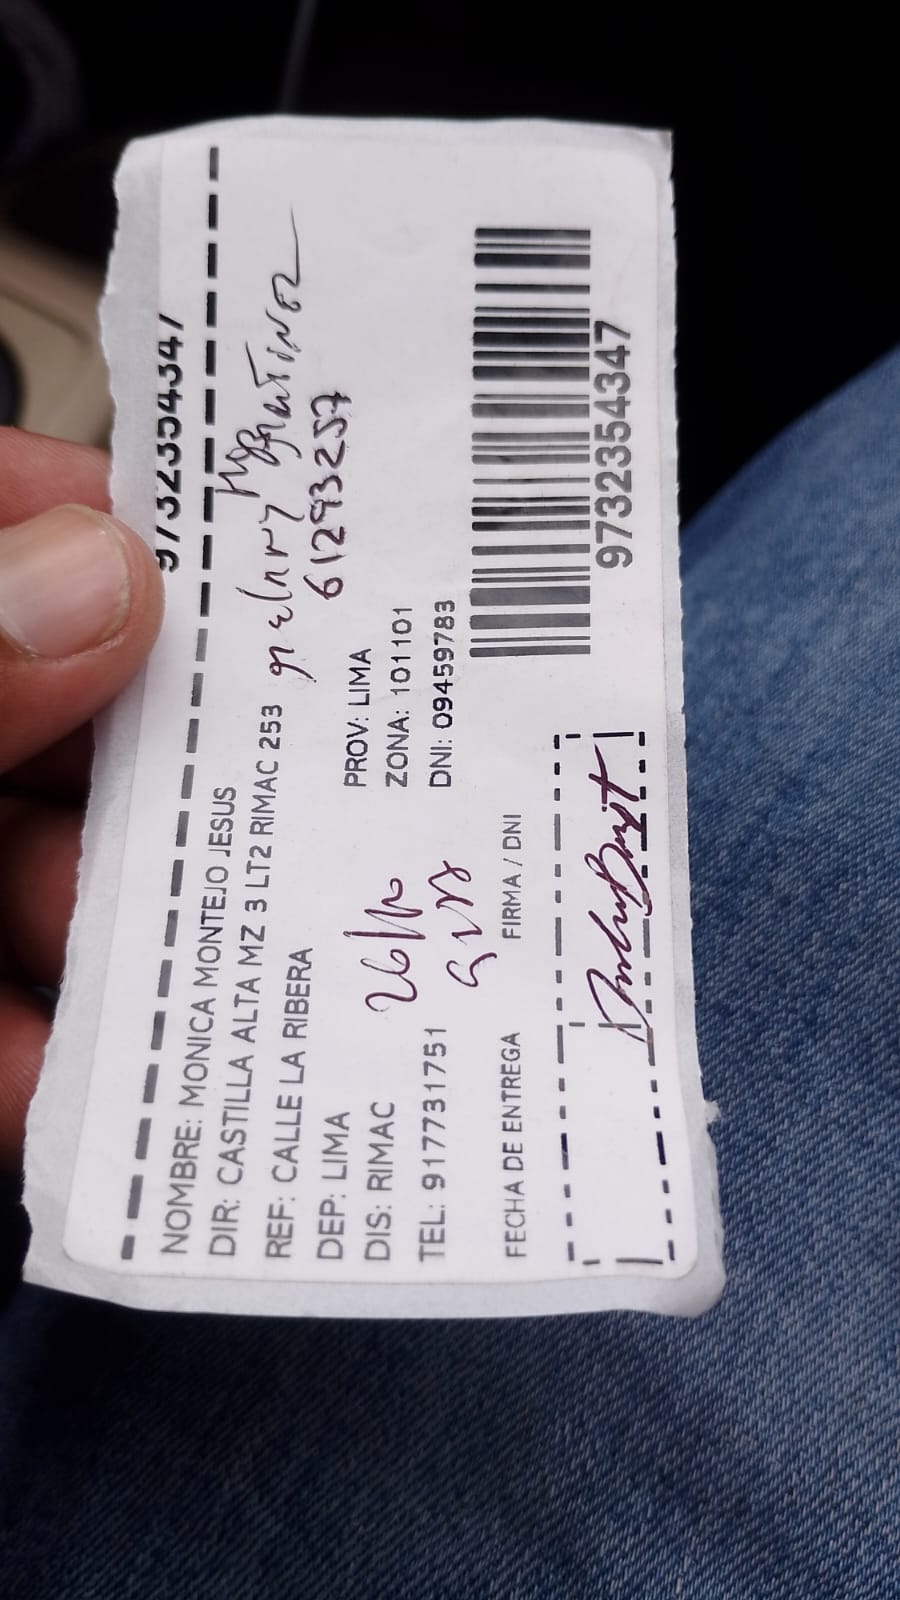 9732354347
NOMBRE: MONICA MONTEJO JESUS
DIR: CASTILLA ALTA MZ 3 LT2 RIMAC 253
REF: CALLE LA RIBERA
61293257
DEP: LIMA PROV: LIMA
DIS: RIMAC ZONA: 101101
TEL: 917731751 DNI: 09459783
FECHA DE ENTREGA FIRMA / DNI
9732354347